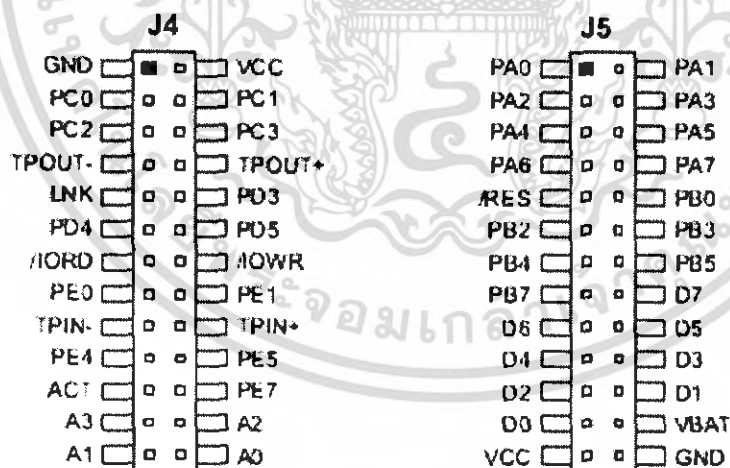 J4
GND VCC
PC0 PC1
PC2 PC3
TPOUT- TPOUT+
LNK PD3
PD4 PD5
/IORD /IOWR
PE0 PE1
TPIN- TPIN+
PE4 PE5
ACT PE7
A3 A2
A1 A0
J5
PA0 PA1
PA2 PA3
PA4 PA5
PA6 PA7
/RES PB0
PB2 PB3
PB4 PB5
PB7 D7
D6 D5
D4 D3
D2 D1
D0 VBAT
VCC GND